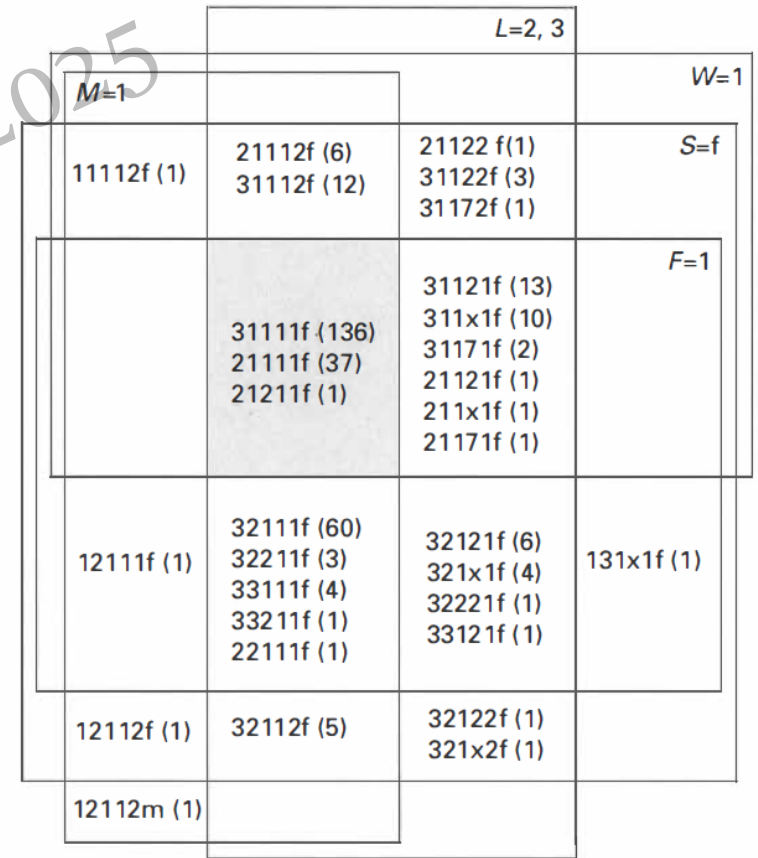 L=2, 3
W=1
2025
M=1
S=f
11112f (1)
21112f (6)
31112f (12)
21122 f(1)
31122f (3)
31172f (1)
F=1
31111f (136)
21111f (37)
21211f (1)
31121f (13)
311x1f (10)
31171f (2)
21121f (1)
211x1f (1)
21171f (1)
12111f (1)
32111f (60)
32211f (3)
33111f (4)
33211f (1)
22111f (1)
32121f (6)
321x1f (4)
32221f (1)
33121f (1)
131x1f (1)
12112f (1)
32112f (5)
32122f (1)
321x2f (1)
12112m (1)